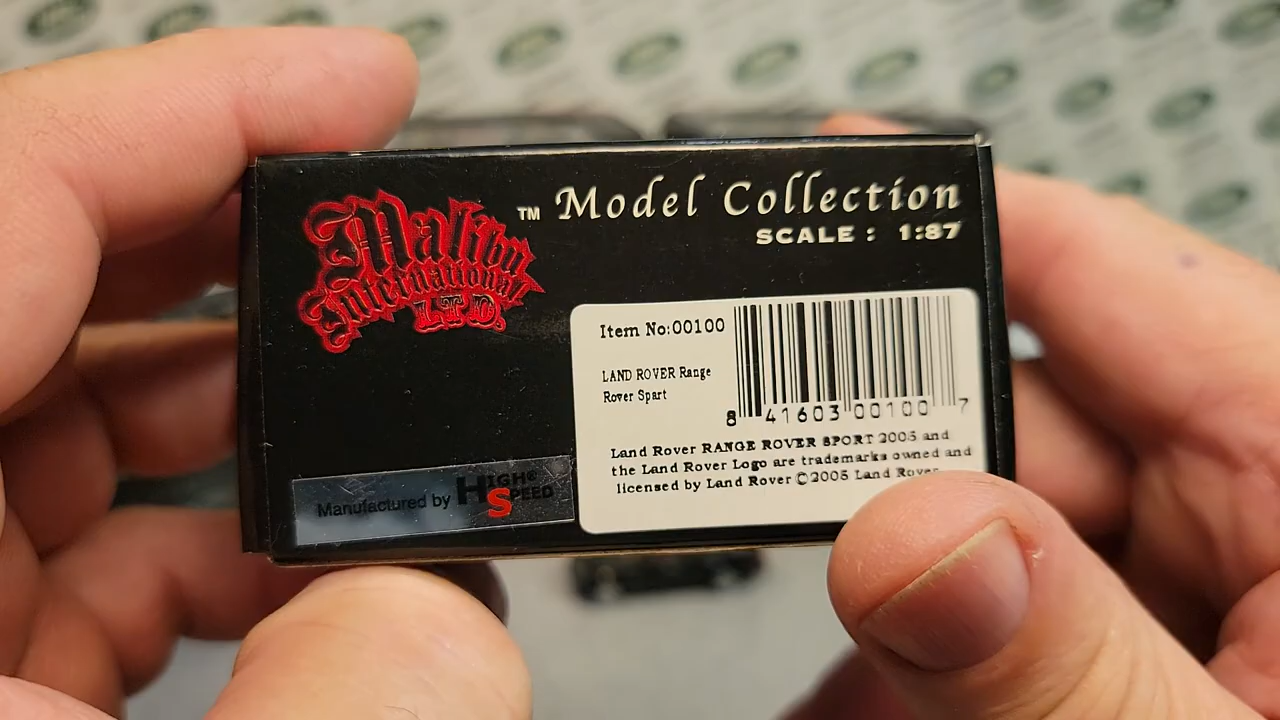 Malibu
International
LTD.
™ Model Collection
SCALE: 1:87
Item No:00100
LAND ROVER Range
Rover Spart
8 41603 00100 7
Land Rover RANGE ROVER SPORT 2005 and
the Land Rover Logo are trademarks owned and
licensed by Land Rover ©2005 Land Rover
Manufactured by HIGH® SPEED